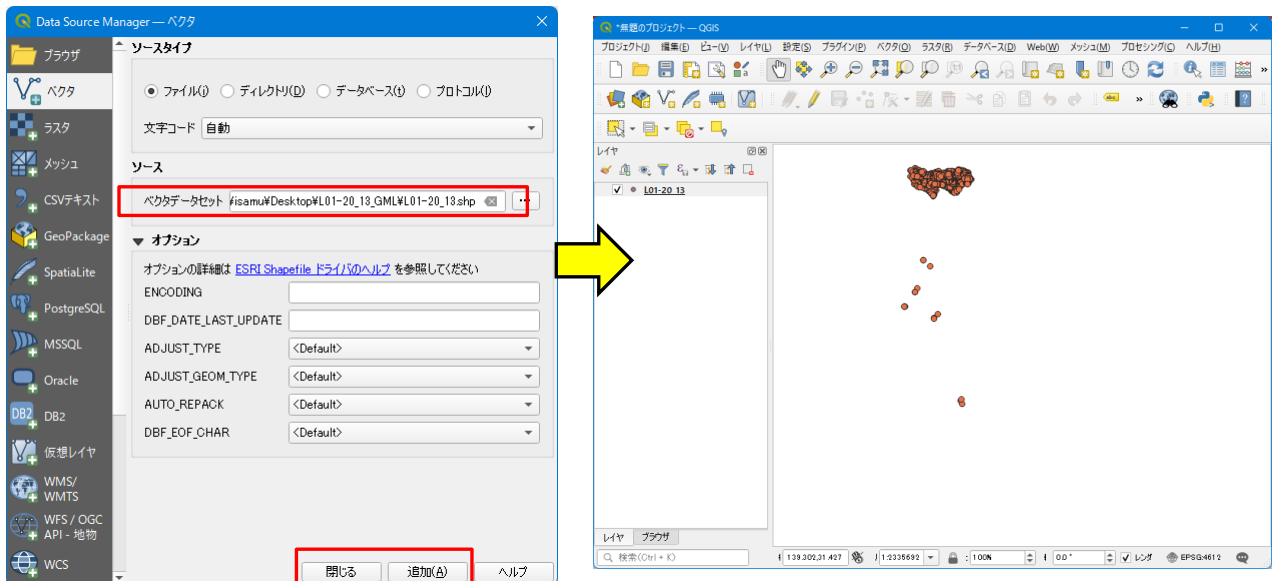 Data Source Manager — ベクタ
ブラウザ
ベクタ
ラスタ
メッシュ
CSVテキスト
GeoPackage
SpatiaLite
PostgreSQL
MSSQL
Oracle
DB2
DB2
仮想レイヤ
WMS/
WMTS
WFS / OGC
API - 地物
WCS
ソースタイプ
ファイル(i) ディレクトリ(D) データベース(t) プロトコル(l)
文字コード 自動
ソース
ベクタデータセット ¥isamu¥Desktop¥L01-20_13_GML¥L01-20_13.shp
オプション
オプションの詳細は ESRI Shapefile ドライバのヘルプ を参照してください
ENCODING
DBF_DATE_LAST_UPDATE
ADJUST_TYPE <Default>
ADJUST_GEOM_TYPE <Default>
AUTO_REPACK <Default>
DBF_EOF_CHAR <Default>
閉じる 追加(A) ヘルプ
*無題のプロジェクト — QGIS
プロジェクト(J) 編集(E) ビュー(V) レイヤ(L) 設定(S) プラグイン(P) ベクタ(O) ラスタ(R) データベース(D) Web(W) メッシュ(M) プロセシング(C) ヘルプ(H)
abc
レイヤ
L01-20_13
レイヤ ブラウザ
検索(Ctrl + K) 139.302,31.427 1:2335692 100% 0.0 ° レンダ EPSG:4612